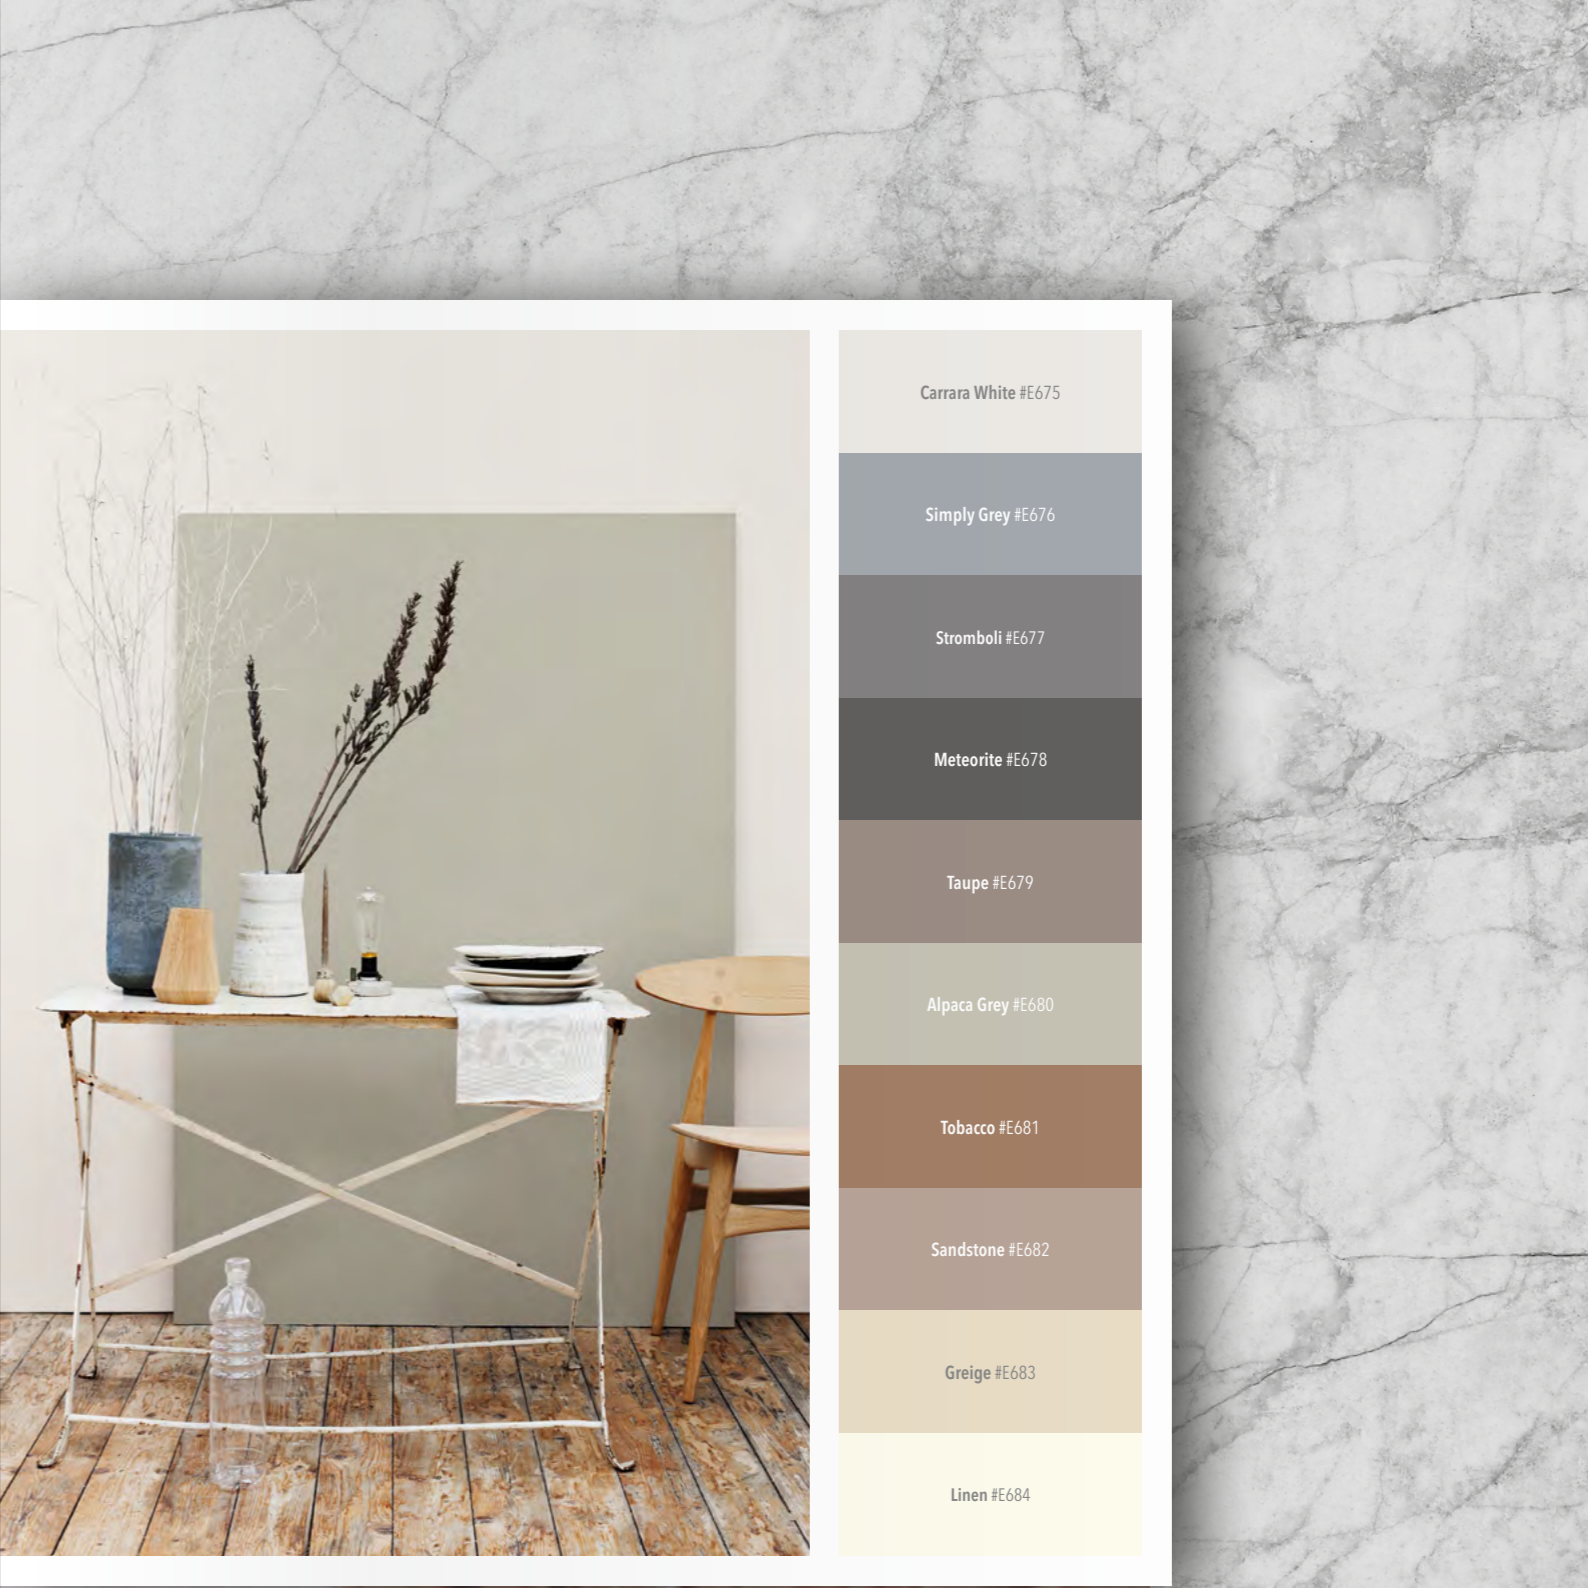 Carrara White #E675
Simply Grey #E676
Stromboli #E677
Meteorite #E678
Taupe #E679
Alpaca Grey #E680
Tobacco #E681
Sandstone #E682
Greige #E683
Linen #E684